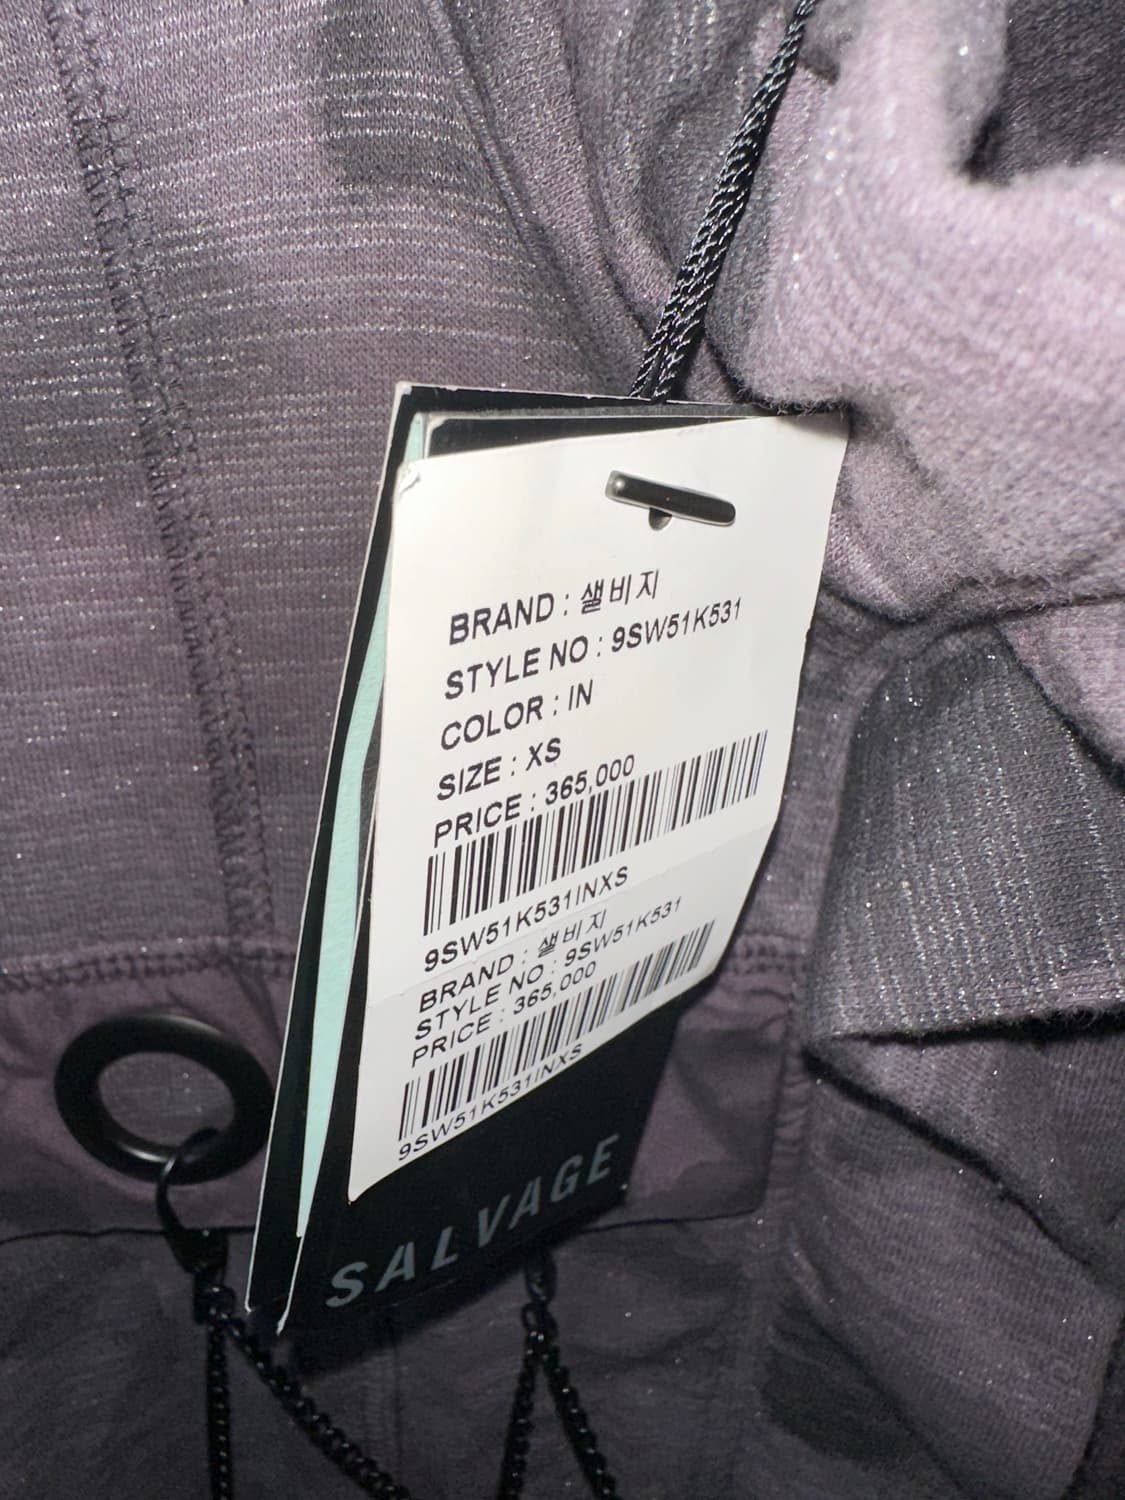 BRAND : 샐비지
STYLE NO : 9SW51K531
COLOR : IN
SIZE : XS
PRICE : 365,000
9SW51K531INXS
BRAND : 샐비지
STYLE NO : 9SW51K531
PRICE : 365,000
9SW51K531INXS
SALVAGE